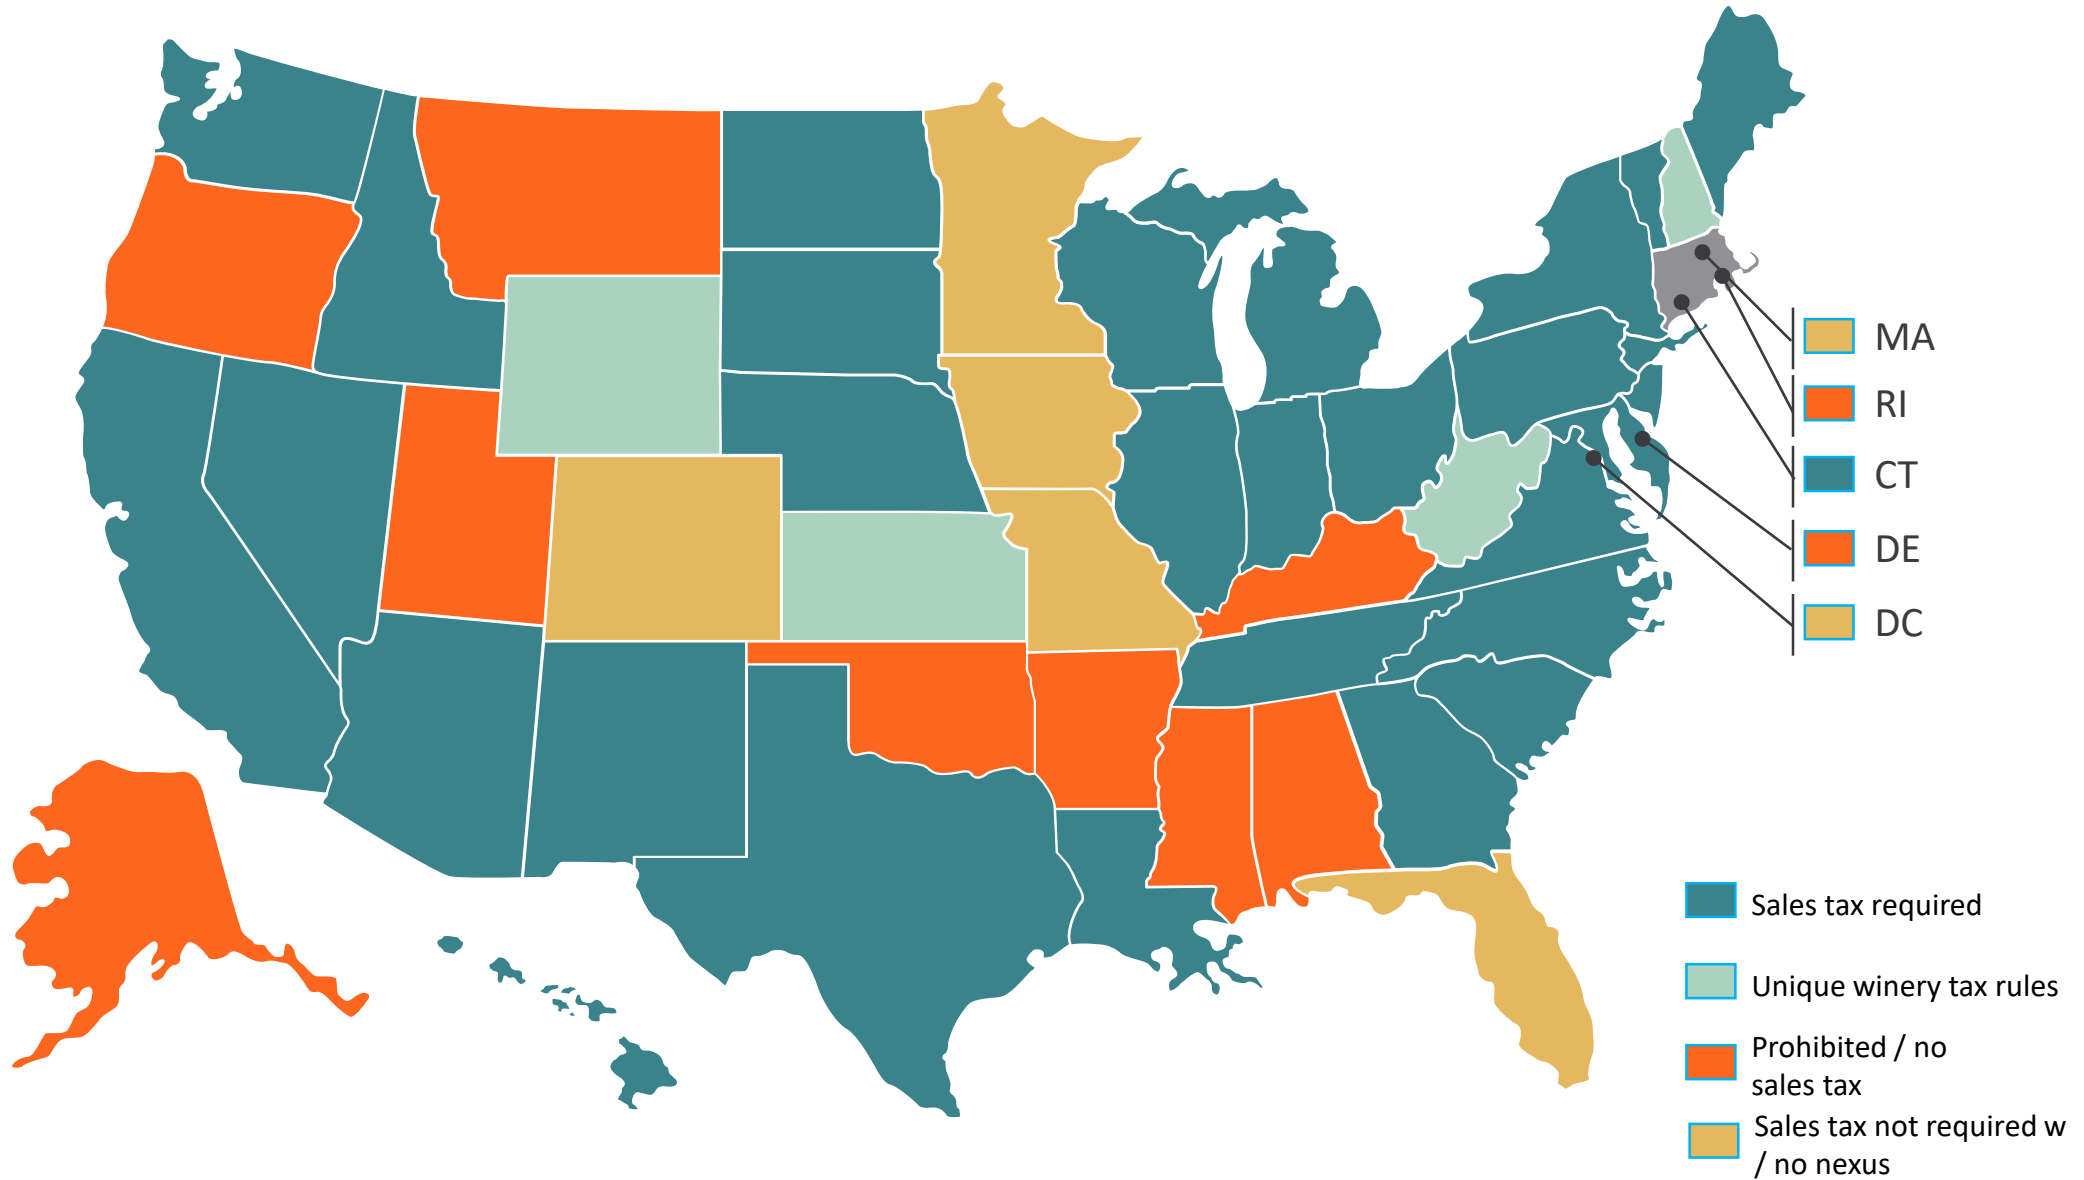 MA
RI
CT
DE
DC
Sales tax required
Unique winery tax rules
Prohibited / no
sales tax
Sales tax not required w
/ no nexus